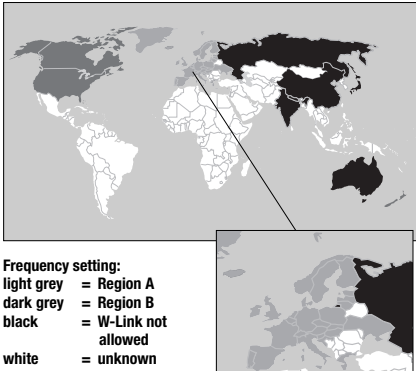 Frequency setting:
light grey = Region A
dark grey = Region B
black = W-Link not
allowed
white = unknown